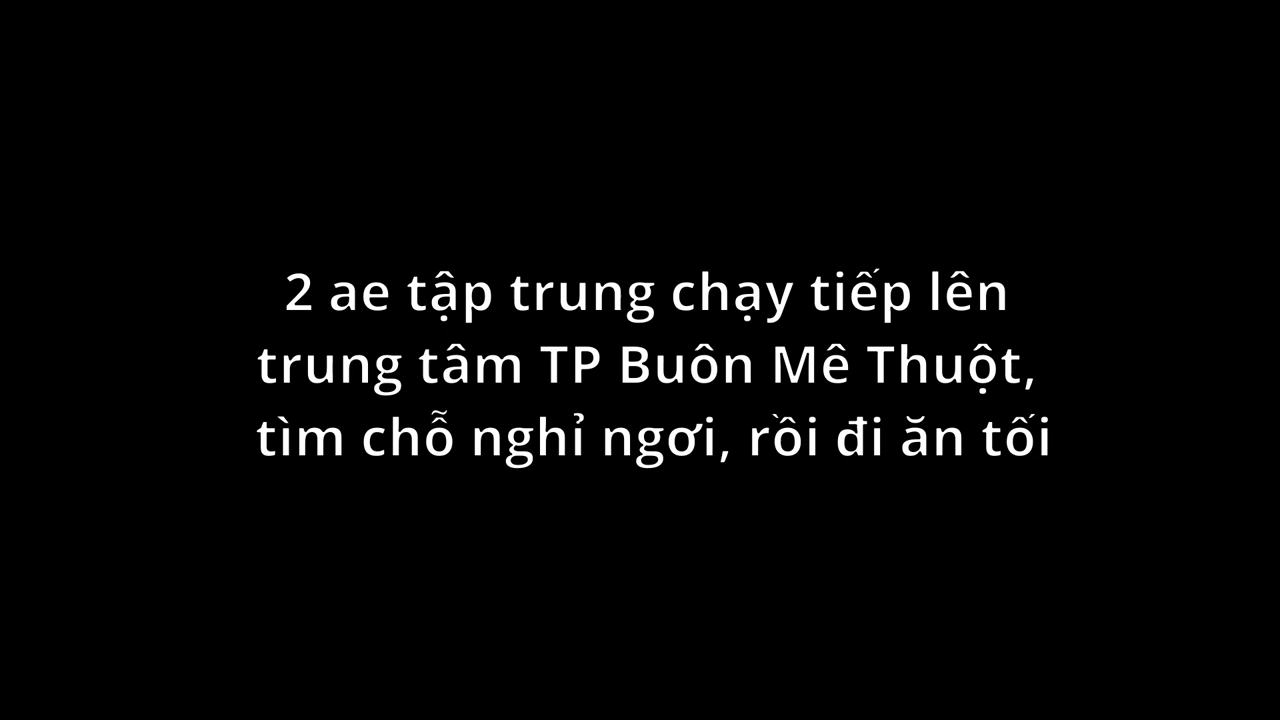 2 ae tập trung chạy tiếp lên
trung tâm TP Buôn Mê Thuột,
tìm chỗ nghỉ ngơi, rồi đi ăn tối